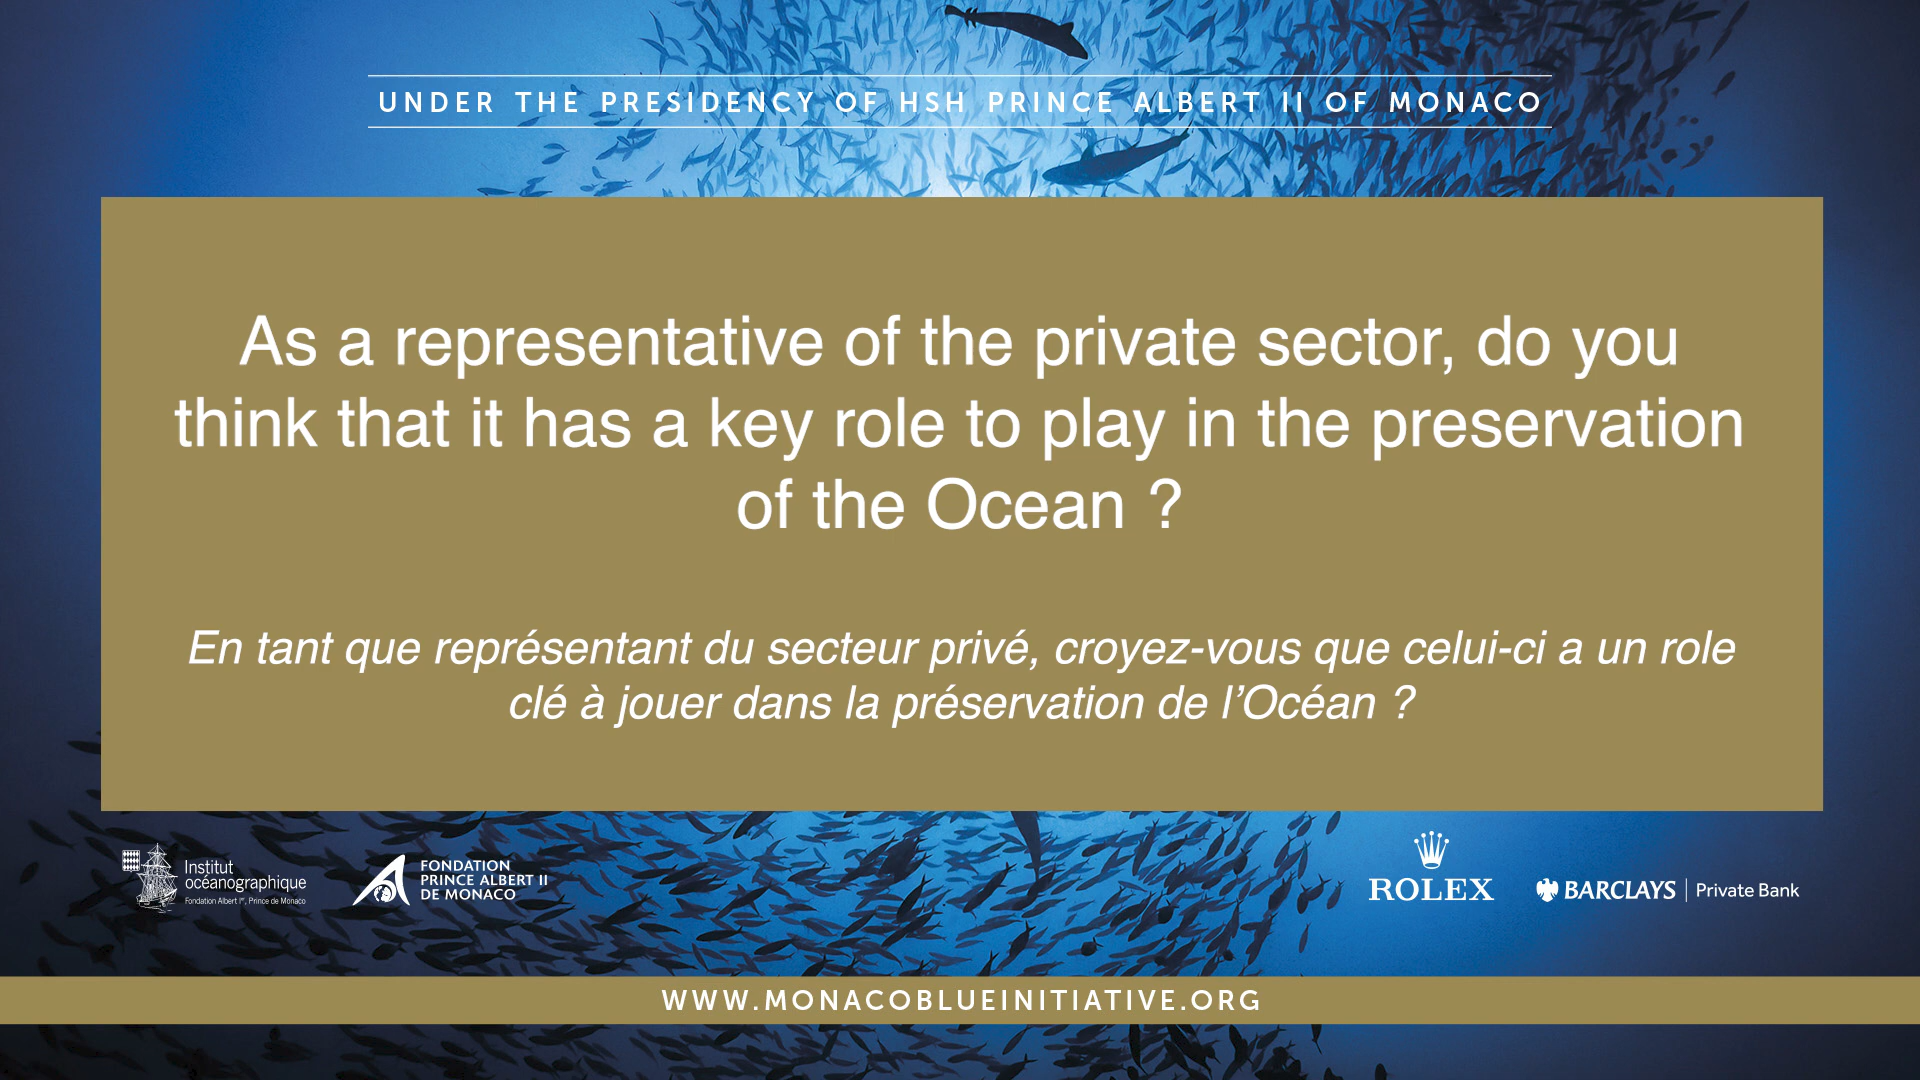 UNDER THE PRESIDENCY OF HSH PRINCE ALBERT II OF MONACO
As a representative of the private sector, do you
think that it has a key role to play in the preservation
of the Ocean ?
En tant que représentant du secteur privé, croyez-vous que celui-ci a un role
clé à jouer dans la préservation de l’Océan ?
Institut
océanographique
Fondation Albert Iᵉʳ, Prince de Monaco
FONDATION
PRINCE ALBERT II
DE MONACO
ROLEX
BARCLAYS | Private Bank
WWW.MONACOBLUEINITIATIVE.ORG